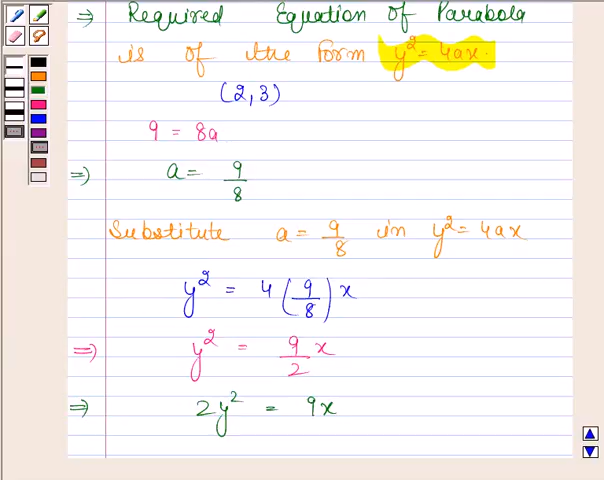 ⇒ Required Equation of Parabola
is of the form y² = 4ax.
(2,3)
9 = 8a
⇒ a = 9/8
Substitute a = 9/8 in y² = 4ax
y² = 4 (9/8) x
⇒ y² = 9/2 x
⇒ 2y² = 9x